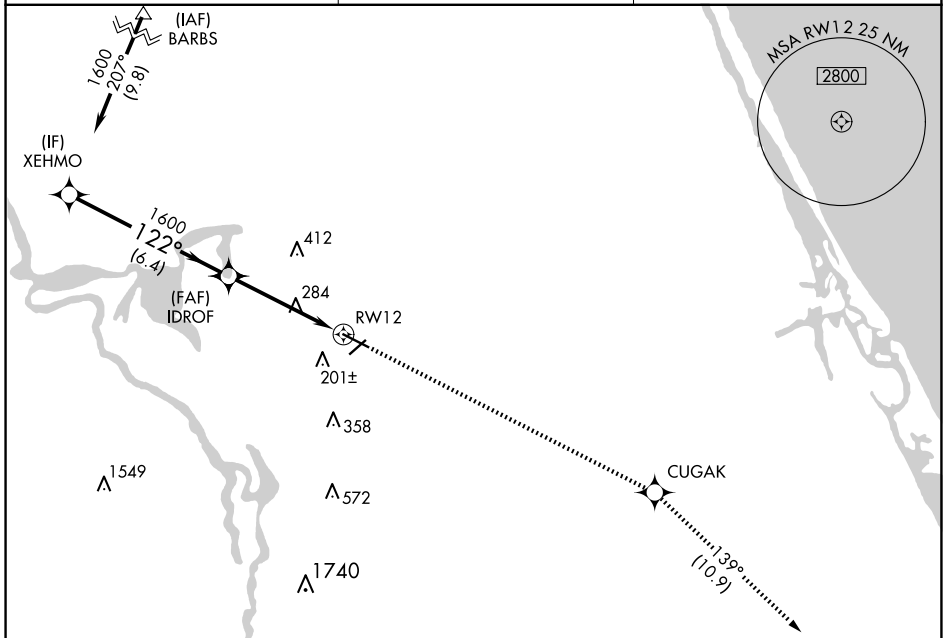 (IAF)
BARBS
1600
207°
(9.8)
MSA RW12 25 NM
2800
(IF)
XEHMO
1600
122°
(6.4)
412
(FAF)
IDROF
284
RW12
201±
358
1549
572
CUGAK
1740
139°
(10.9)